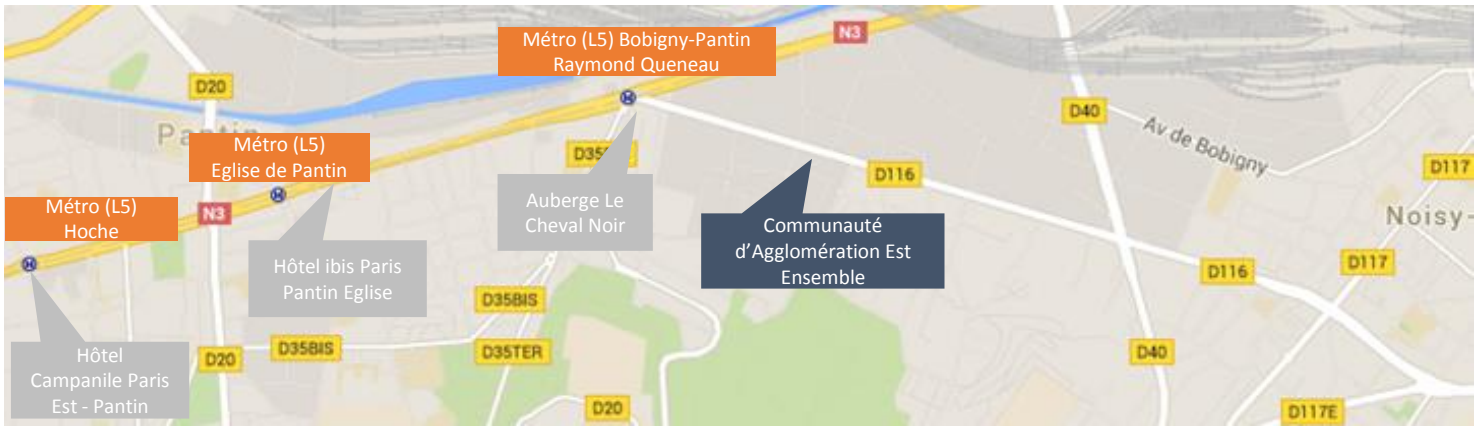 Métro (L5) Bobigny-Pantin
Raymond Queneau
N3
D20
D40
Av de Bobigny
Pantin
Métro (L5)
Eglise de Pantin
D116
D117
Auberge Le
Cheval Noir
Métro (L5)
Hoche
N3
Communauté
d'Agglomération Est
Ensemble
Noisy-
Hôtel ibis Paris
Pantin Eglise
D116
D117
D35BIS
D35BIS
D35TER
D20
D40
Hôtel
Campanile Paris
Est - Pantin
D20
D117E